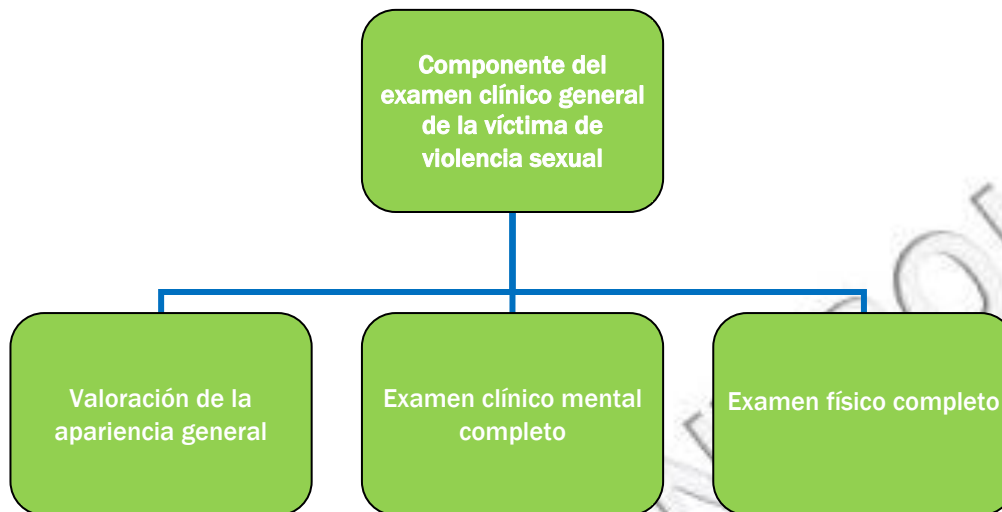 Componente del
examen clínico general
de la víctima de
violencia sexual
Valoración de la
apariencia general
Examen clínico mental
completo
Examen físico completo